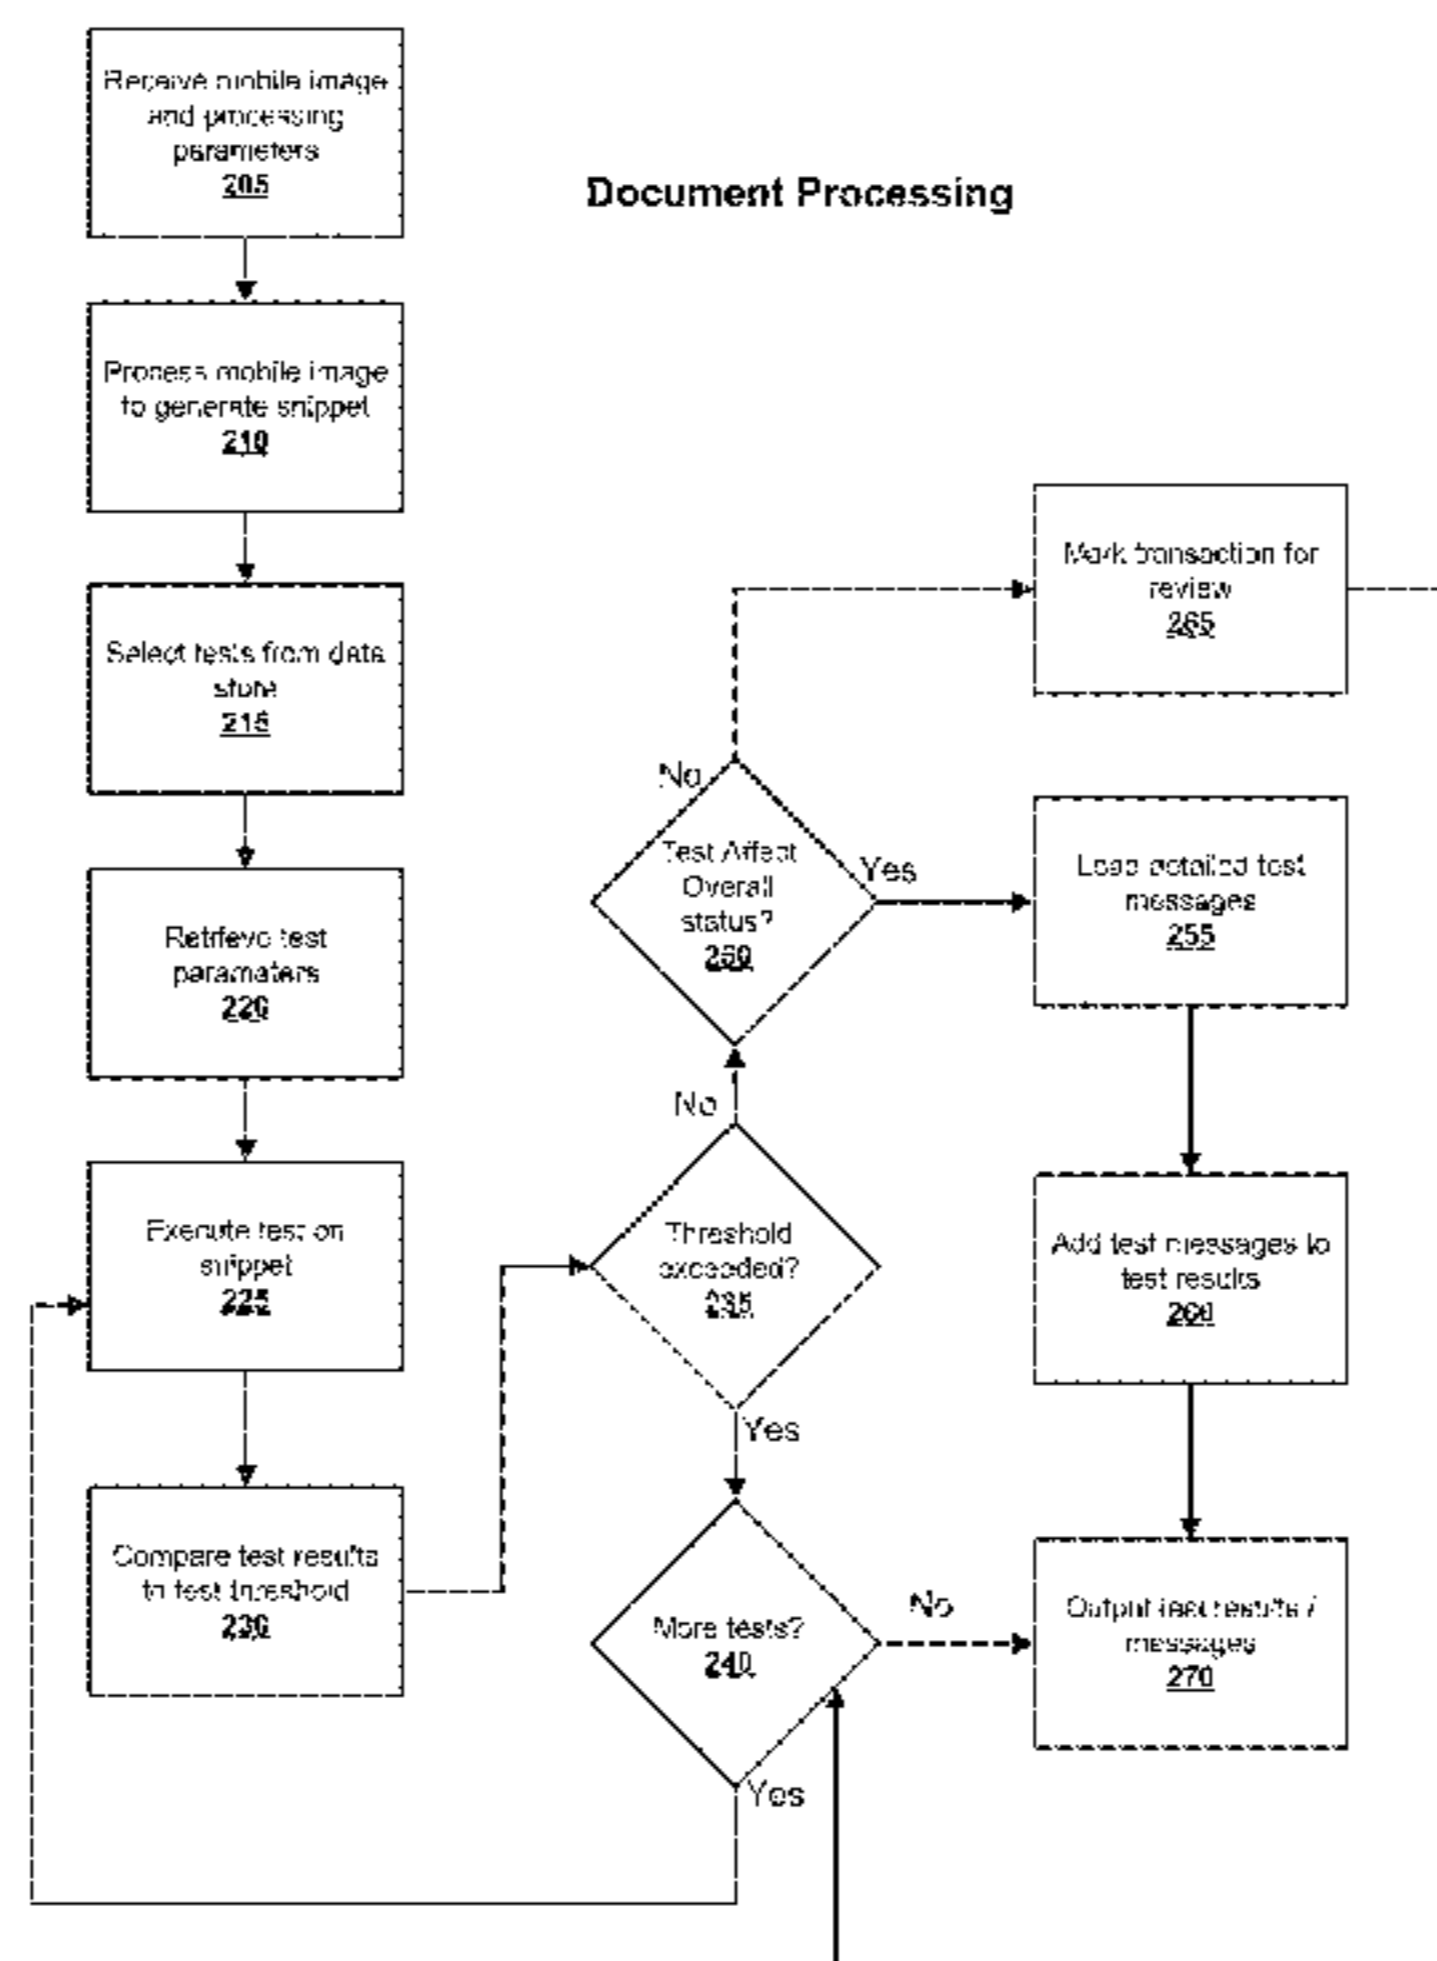 Receive mobile image
and processing
parameters
205
Document Processing
Process mobile image
to generate snippet
210
Select tests from data
store
215
Retrieve test
parameters
220
Execute test on
snippet
225
Compare test results
to test threshold
230
Mark transaction for
review
265
No
Test Affect
Overall
status?
250
Yes
Load detailed test
messages
255
No
Threshold
exceeded?
235
Yes
Add test messages to
test results
260
More tests?
240
No
Yes
Output test results /
messages
270